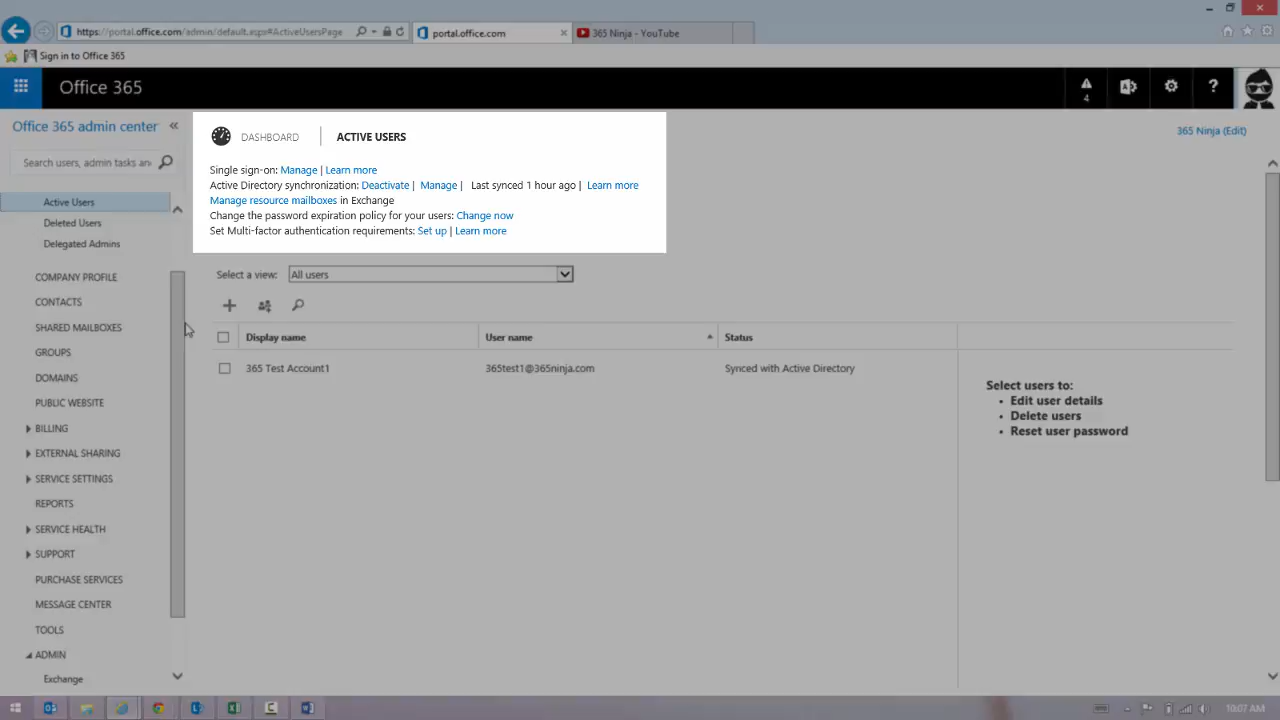 https://portal.office.com/admin/default.aspx#ActiveUsersPage
portal.office.com
365 Ninja - YouTube
Sign in to Office 365
Office 365
4
?
Office 365 admin center
«
DASHBOARD
ACTIVE USERS
365 Ninja (Edit)
Search users, admin tasks an
Single sign-on: Manage | Learn more
Active Directory synchronization: Deactivate | Manage | Last synced 1 hour ago | Learn more
Manage resource mailboxes in Exchange
Change the password expiration policy for your users: Change now
Set Multi-factor authentication requirements: Set up | Learn more
Active Users
Deleted Users
Delegated Admins
COMPANY PROFILE
CONTACTS
SHARED MAILBOXES
GROUPS
DOMAINS
PUBLIC WEBSITE
BILLING
EXTERNAL SHARING
SERVICE SETTINGS
REPORTS
SERVICE HEALTH
SUPPORT
PURCHASE SERVICES
MESSAGE CENTER
TOOLS
ADMIN
Exchange
Select a view: All users
Display name User name Status
365 Test Account1 365test1@365ninja.com Synced with Active Directory
Select users to:
• Edit user details
• Delete users
• Reset user password
10:07 AM